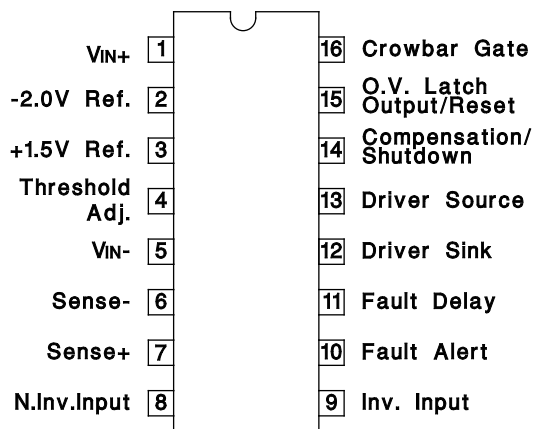 VIN+ 1 16 Crowbar Gate
-2.0V Ref. 2 15 O.V. Latch
Output/Reset
+1.5V Ref. 3 14 Compensation/
Shutdown
Threshold
Adj. 4 13 Driver Source
VIN- 5 12 Driver Sink
Sense- 6 11 Fault Delay
Sense+ 7 10 Fault Alert
N.Inv.Input 8 9 Inv. Input